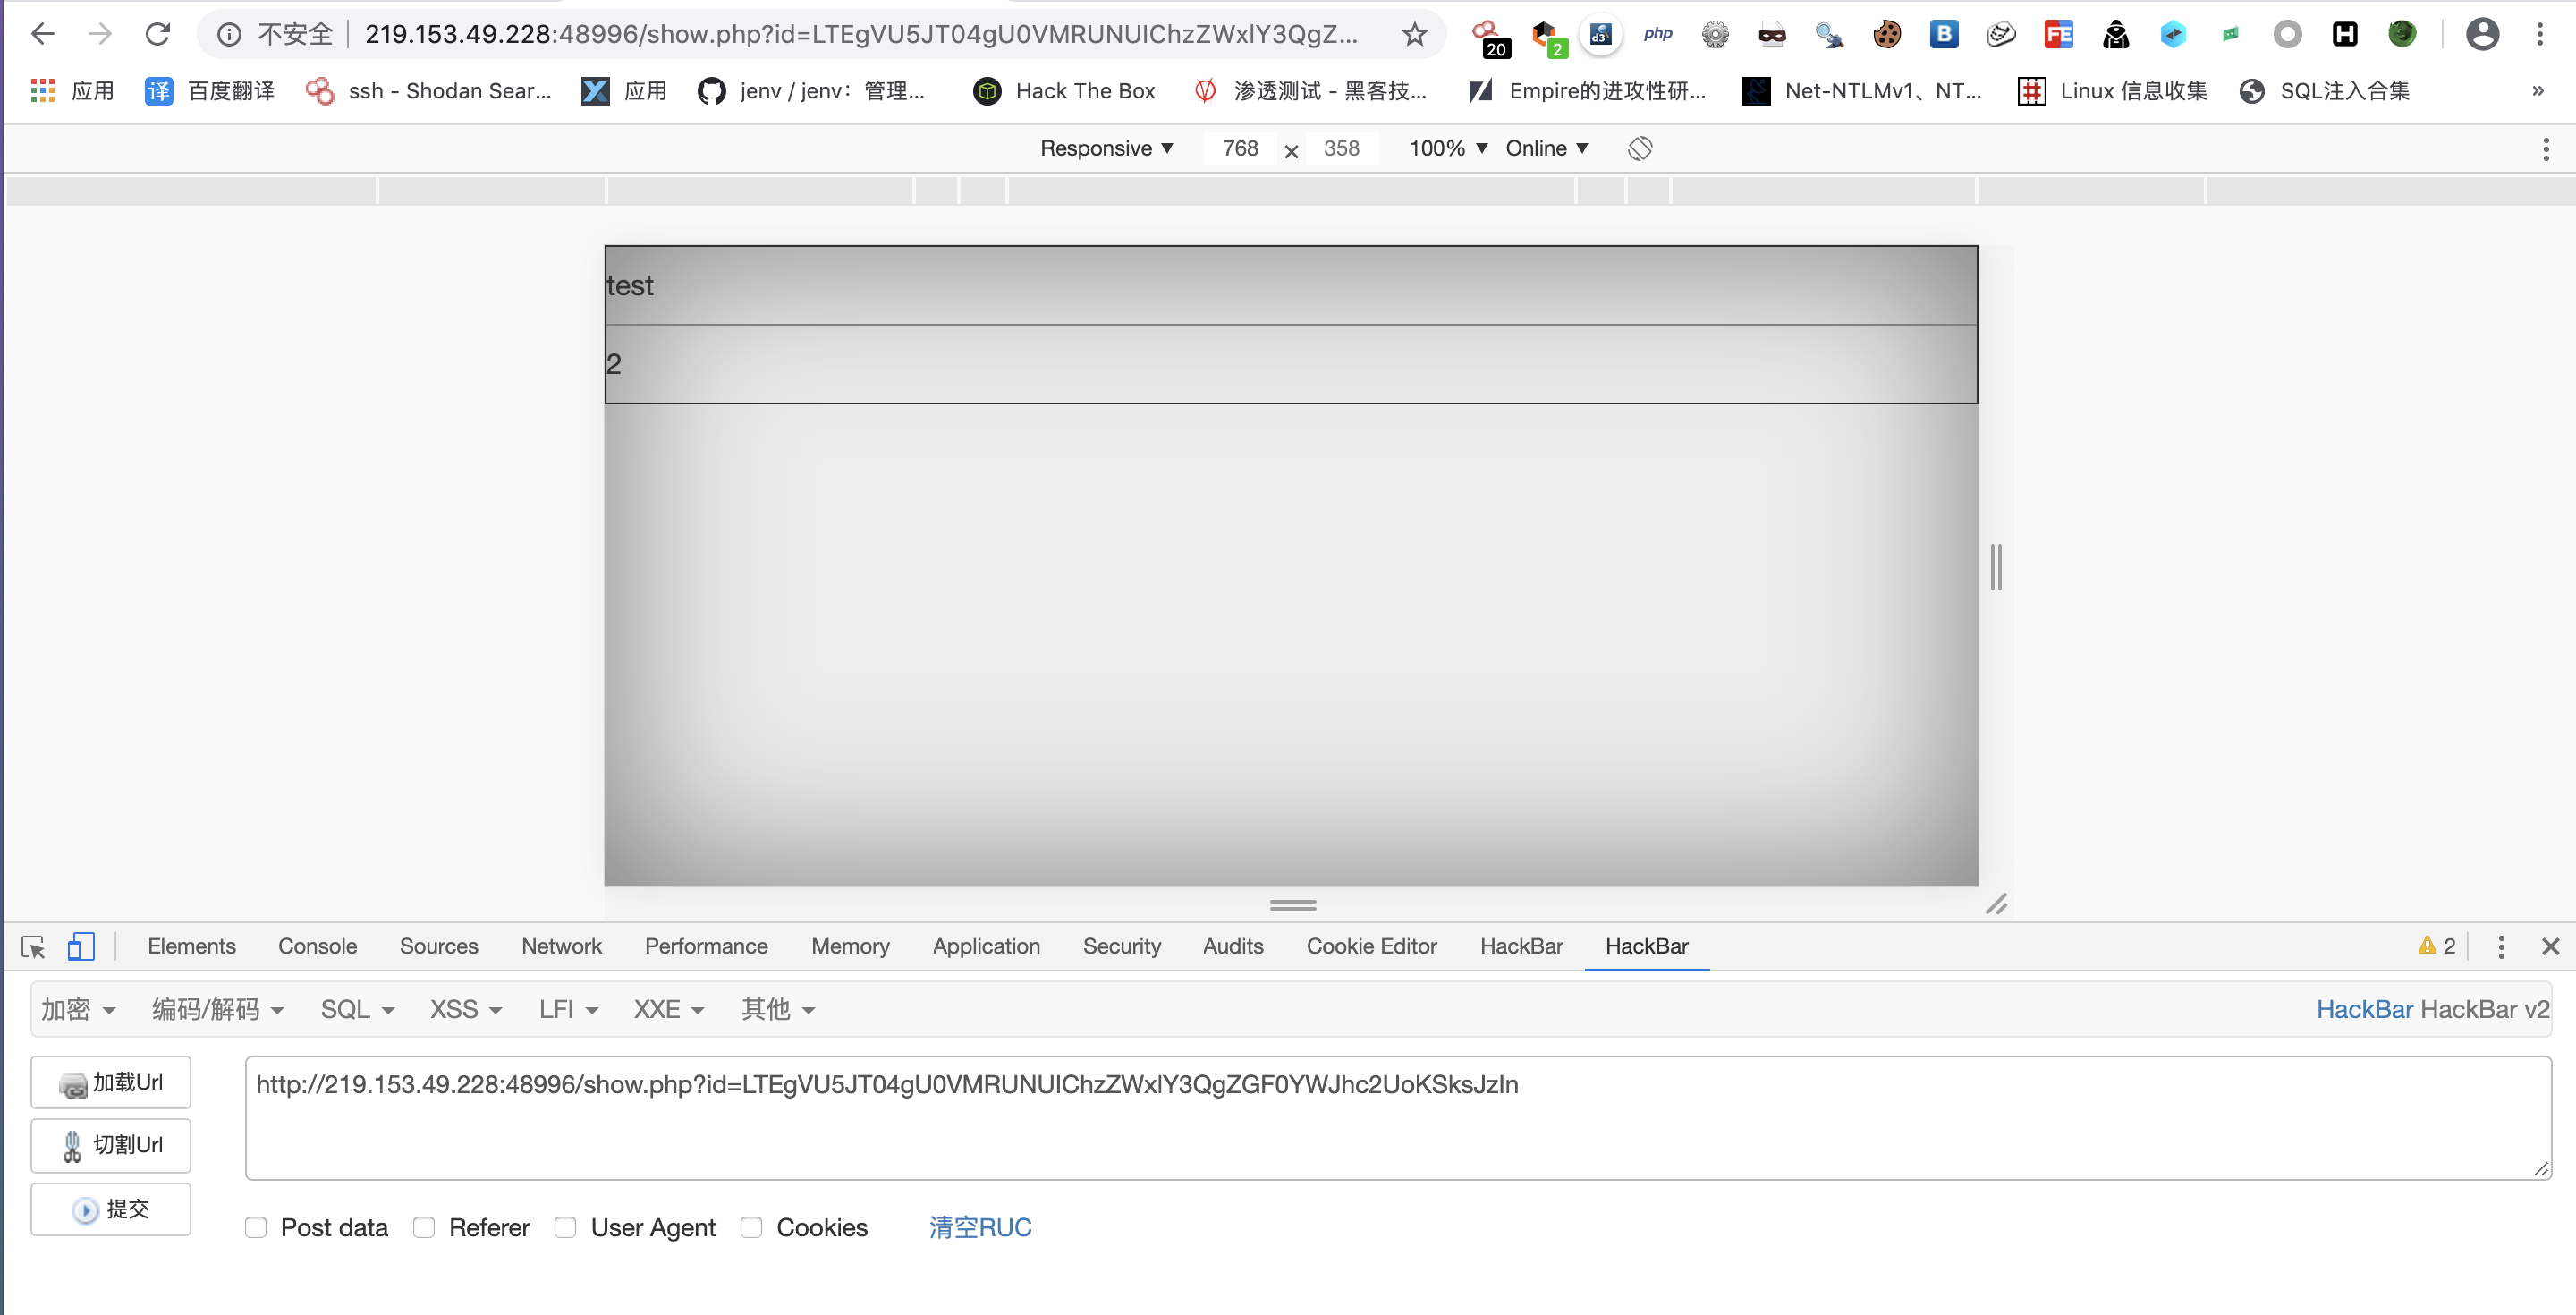 不安全 219.153.49.228:48996/show.php?id=LTEgVU5JT04gU0VMRUNUIChzZWxlY3QgZ...
20 2 d3 php B FE H
应用 译 百度翻译 ssh - Shodan Sear... 应用 jenv / jenv：管理... Hack The Box 渗透测试 - 黑客技... Empire的进攻性研... Net-NTLMv1、NT... Linux 信息收集 SQL注入合集 »
Responsive 768 × 358 100% Online
test
2
Elements Console Sources Network Performance Memory Application Security Audits Cookie Editor HackBar HackBar 2
加密 编码/解码 SQL XSS LFI XXE 其他 HackBar HackBar v2
加载Url
http://219.153.49.228:48996/show.php?id=LTEgVU5JT04gU0VMRUNUIChzZWxlY3QgZGF0YWJhc2UoKSksJzIn
切割Url
提交
Post data Referer User Agent Cookies 清空RUC